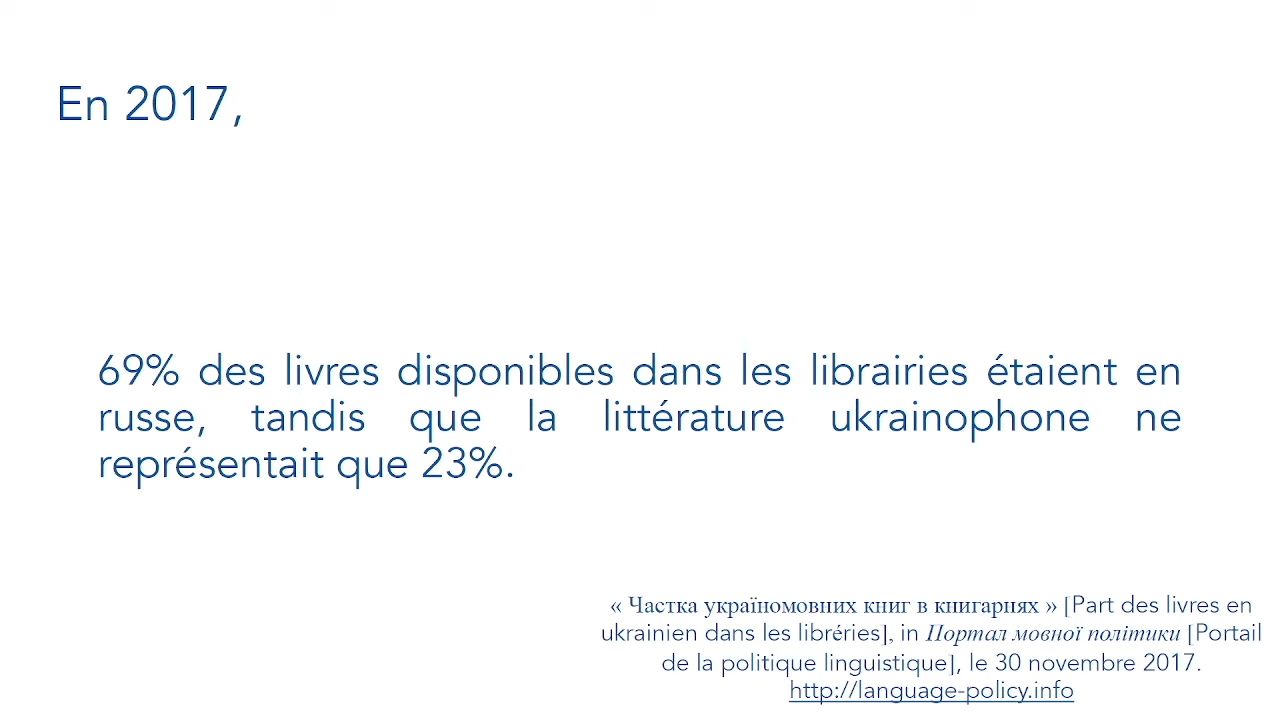 En 2017,
69% des livres disponibles dans les librairies étaient en
russe, tandis que la littérature ukrainophone ne
représentait que 23%.
« Частка україномовних книг в книгарнях » [Part des livres en
ukrainien dans les libréries], in Портал мовної політики [Portail
de la politique linguistique], le 30 novembre 2017.
http://language-policy.info